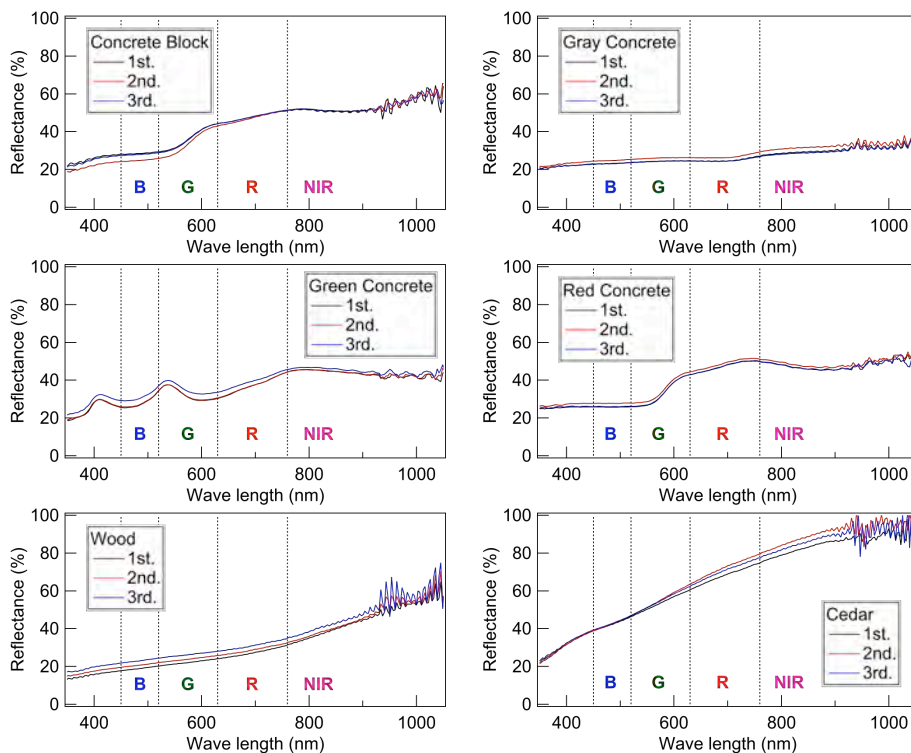 Concrete Block
1st.
2nd.
3rd.
Reflectance (%)
100
80
60
40
20
0
B G R NIR
400 600 800 1000
Wave length (nm)
Gray Concrete
1st.
2nd.
3rd.
Reflectance (%)
100
80
60
40
20
0
B G R NIR
400 600 800 1000
Wave length (nm)
Green Concrete
1st.
2nd.
3rd.
Reflectance (%)
100
80
60
40
20
0
B G R NIR
400 600 800 1000
Wave length (nm)
Red Concrete
1st.
2nd.
3rd.
Reflectance (%)
100
80
60
40
20
0
B G R NIR
400 600 800 1000
Wave length (nm)
Wood
1st.
2nd.
3rd.
Reflectance (%)
100
80
60
40
20
0
B G R NIR
400 600 800 1000
Wave length (nm)
Cedar
1st.
2nd.
3rd.
Reflectance (%)
100
80
60
40
20
0
B G R NIR
400 600 800 1000
Wave length (nm)